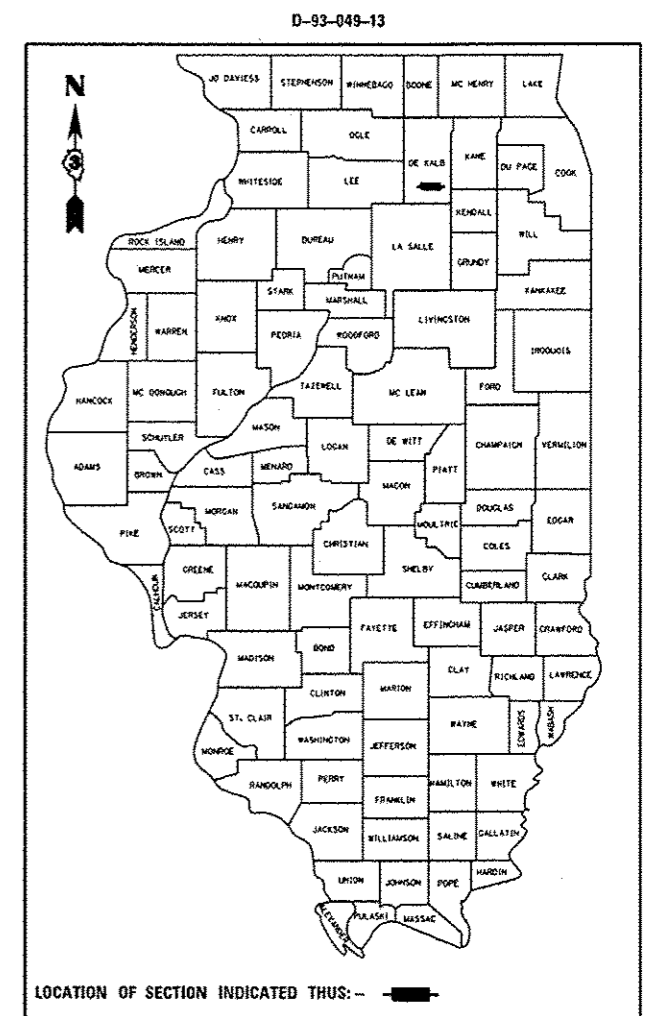 D-93-049-13
N
3
JO DAVIESS STEPHENSON WINNEBAGO BOONE MC HENRY LAKE
CARROLL OGLE DE KALB KANE DU PAGE COOK
WHITESIDE LEE KENDALL WILL
ROCK ISLAND HENRY BUREAU LA SALLE GRUNDY
MERCER STARK PUTNAM KANKAKEE
HENDERSON WARREN KNOX PEORIA MARSHALL WOODFORD LIVINGSTON IROQUOIS
HANCOCK MC DONOUGH FULTON TAZEWELL MC LEAN FORD
SCHUYLER MASON LOGAN DE WITT CHAMPAIGN VERMILION
ADAMS BROWN CASS MENARD MACON PIATT
MORGAN SANGAMON DOUGLAS EDGAR
PIKE SCOTT CHRISTIAN MOULTRIE COLES
GREENE MACOUPIN MONTGOMERY SHELBY CUMBERLAND CLARK
CALHOUN JERSEY FAYETTE EFFINGHAM JASPER CRAWFORD
MADISON BOND CLAY RICHLAND LAWRENCE
CLINTON MARION
ST. CLAIR WASHINGTON JEFFERSON WAYNE EDWARDS WABASH
MONROE RANDOLPH PERRY HAMILTON WHITE
FRANKLIN
JACKSON WILLIAMSON SALINE GALLATIN
UNION JOHNSON POPE HARDIN
ALEXANDER PULASKI MASSAC
LOCATION OF SECTION INDICATED THUS:-